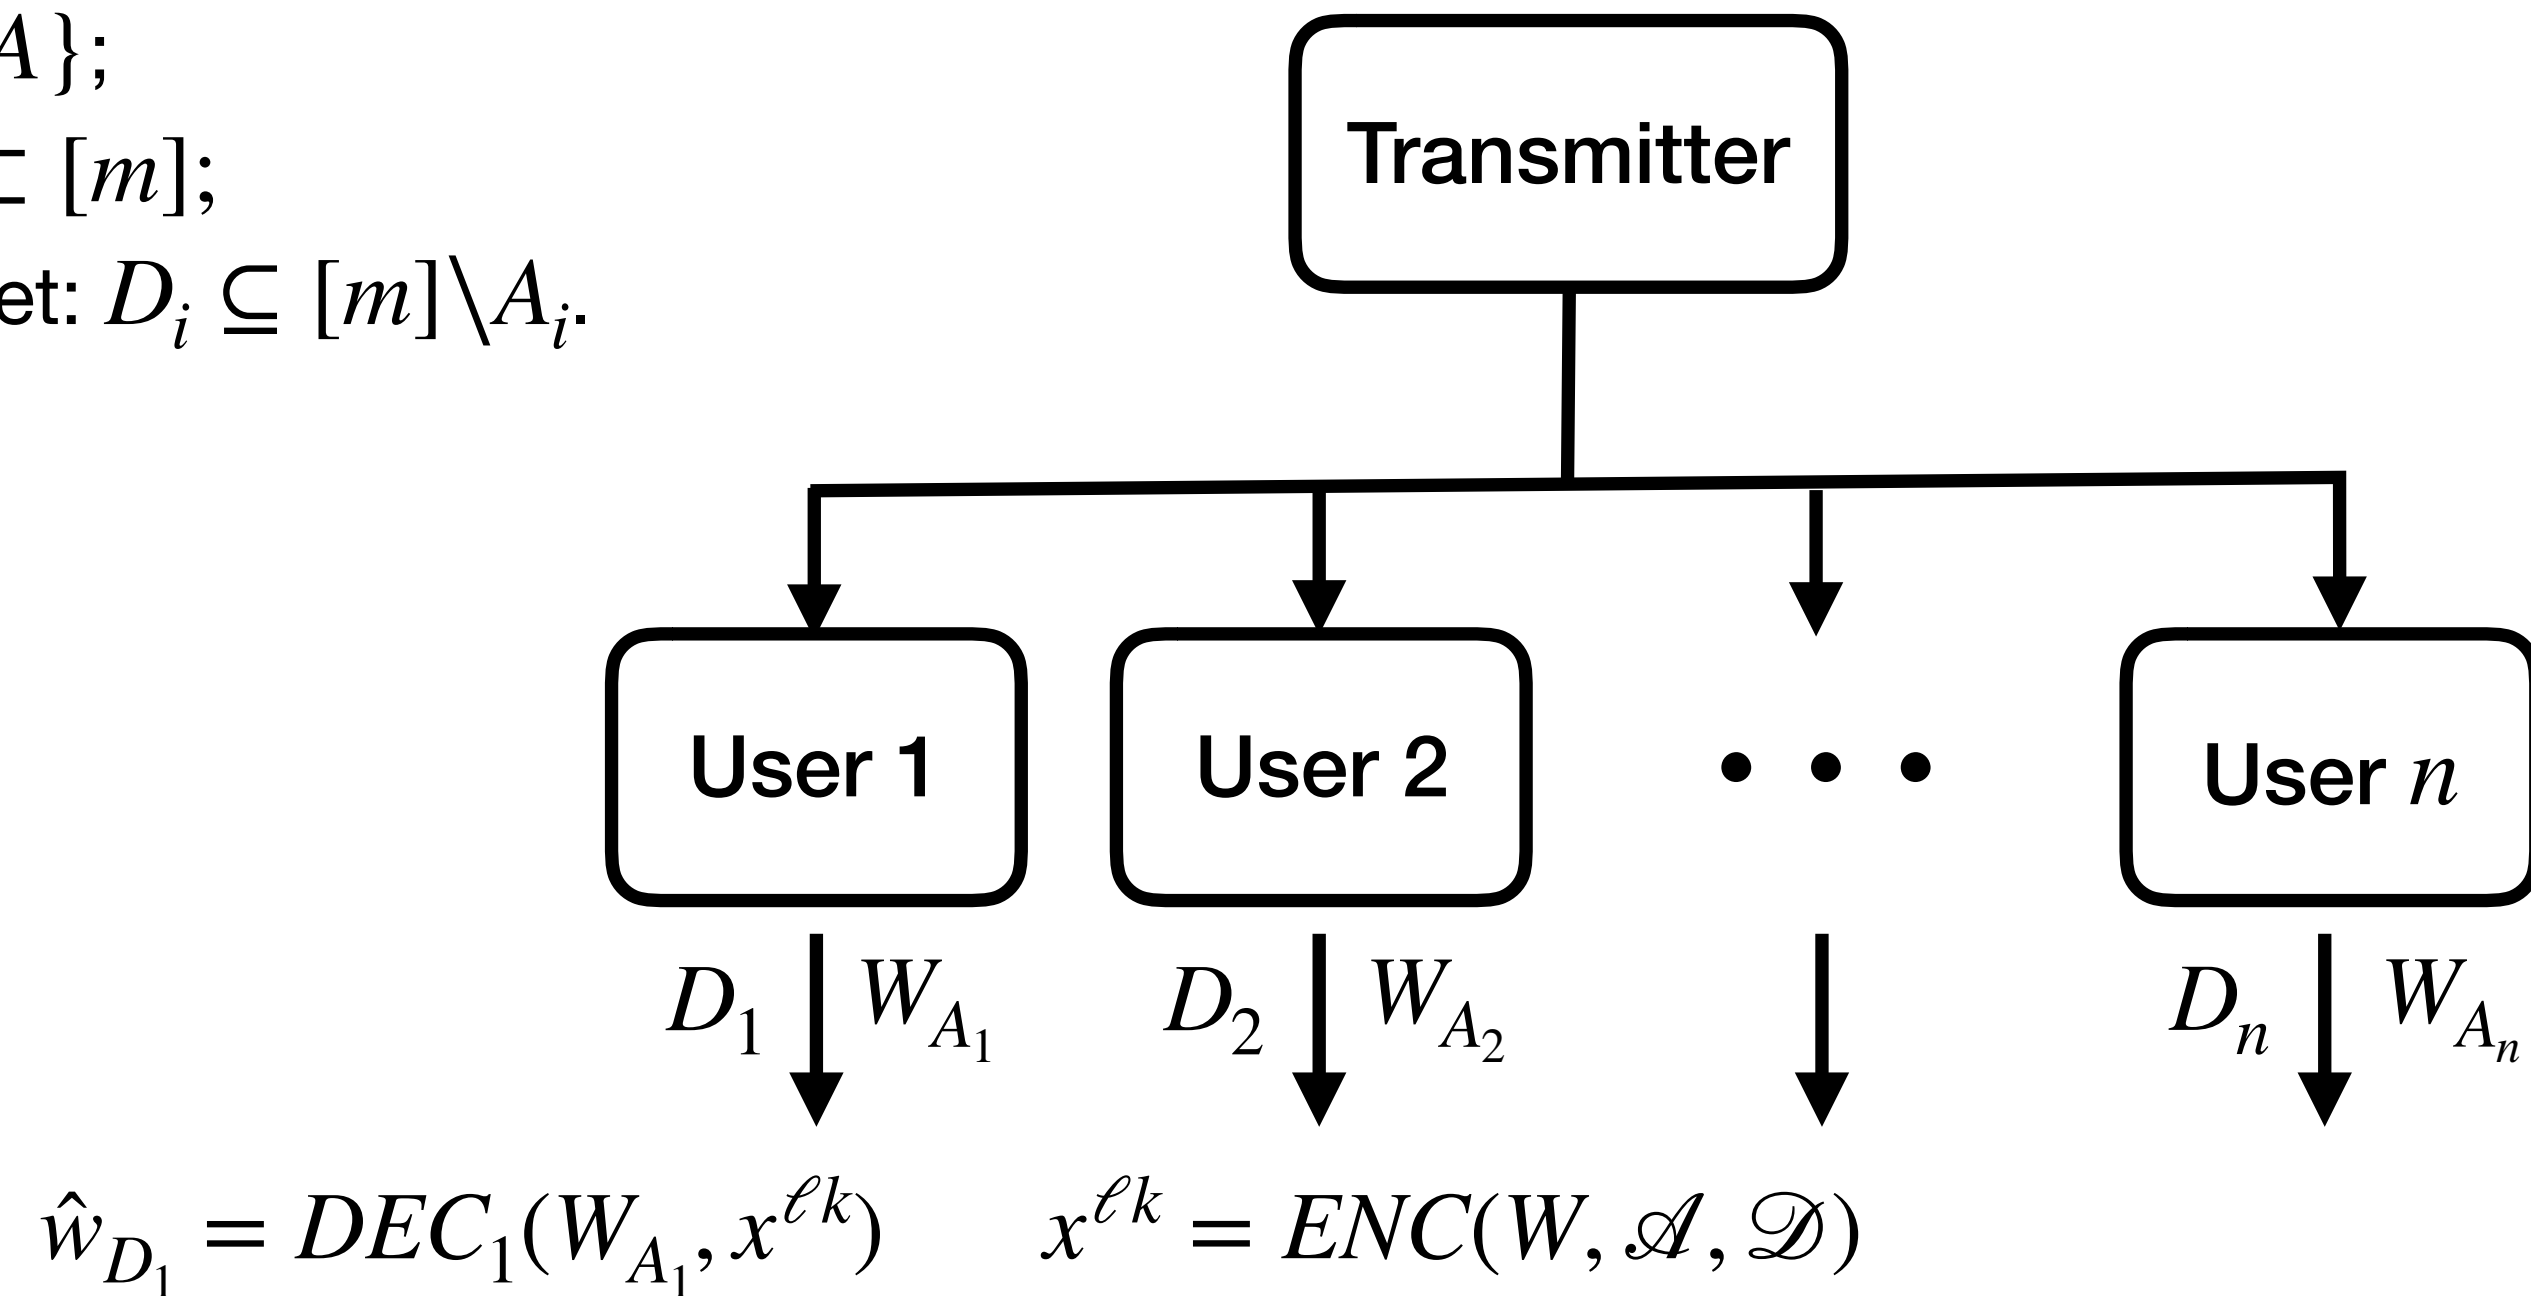 A};
[m];
et: D_i ⊆ [m]\A_i.
Transmitter
User 1
User 2
• • •
User n
D_1 W_{A_1}
D_2 W_{A_2}
D_n W_{A_n}
ŵ_{D_1} = DEC_1(W_{A_1}, x^{ℓk})
x^{ℓk} = ENC(W, 𝒜, 𝒟)